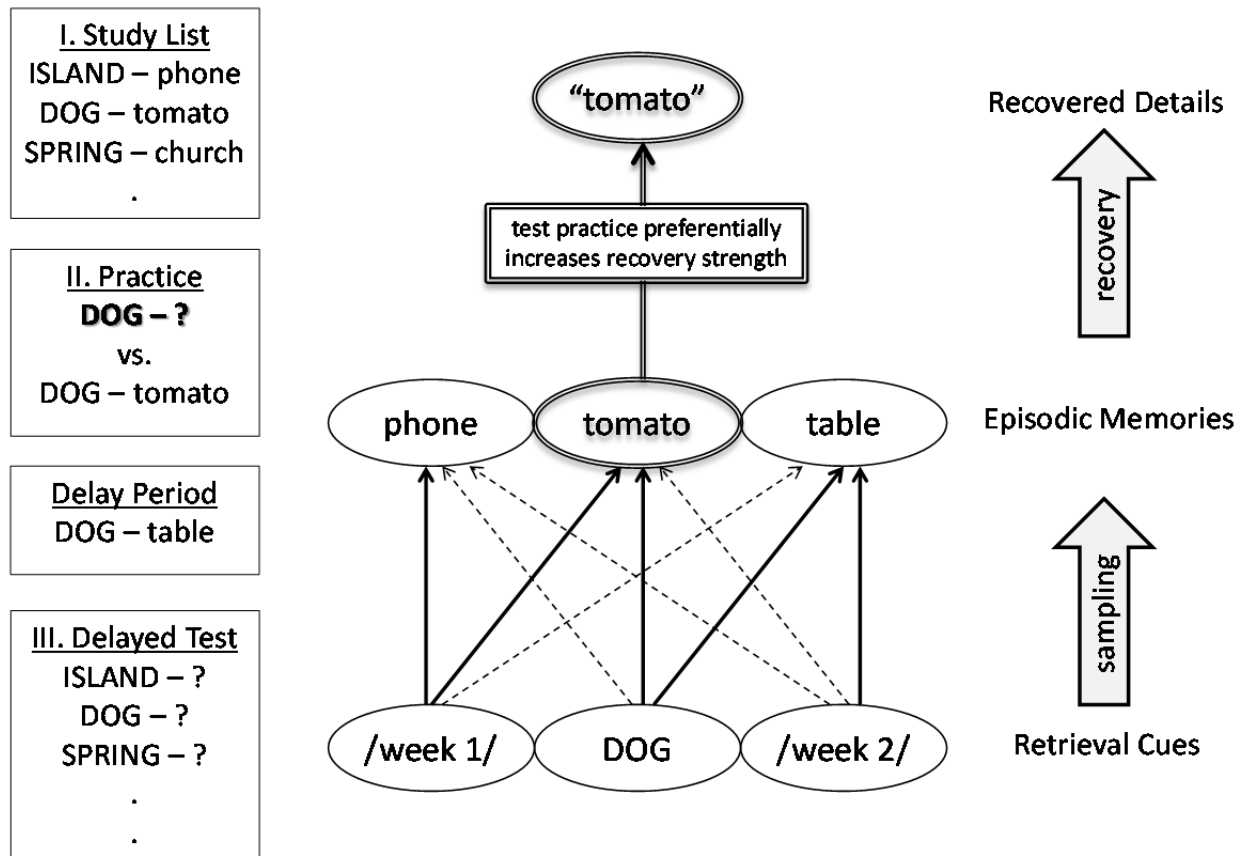 I. Study List
ISLAND – phone
DOG – tomato
SPRING – church
.
II. Practice
DOG – ?
vs.
DOG – tomato
Delay Period
DOG – table
III. Delayed Test
ISLAND – ?
DOG – ?
SPRING – ?
.
.
“tomato”
test practice preferentially
increases recovery strength
phone
tomato
table
/week 1/
DOG
/week 2/
Recovered Details
recovery
Episodic Memories
sampling
Retrieval Cues